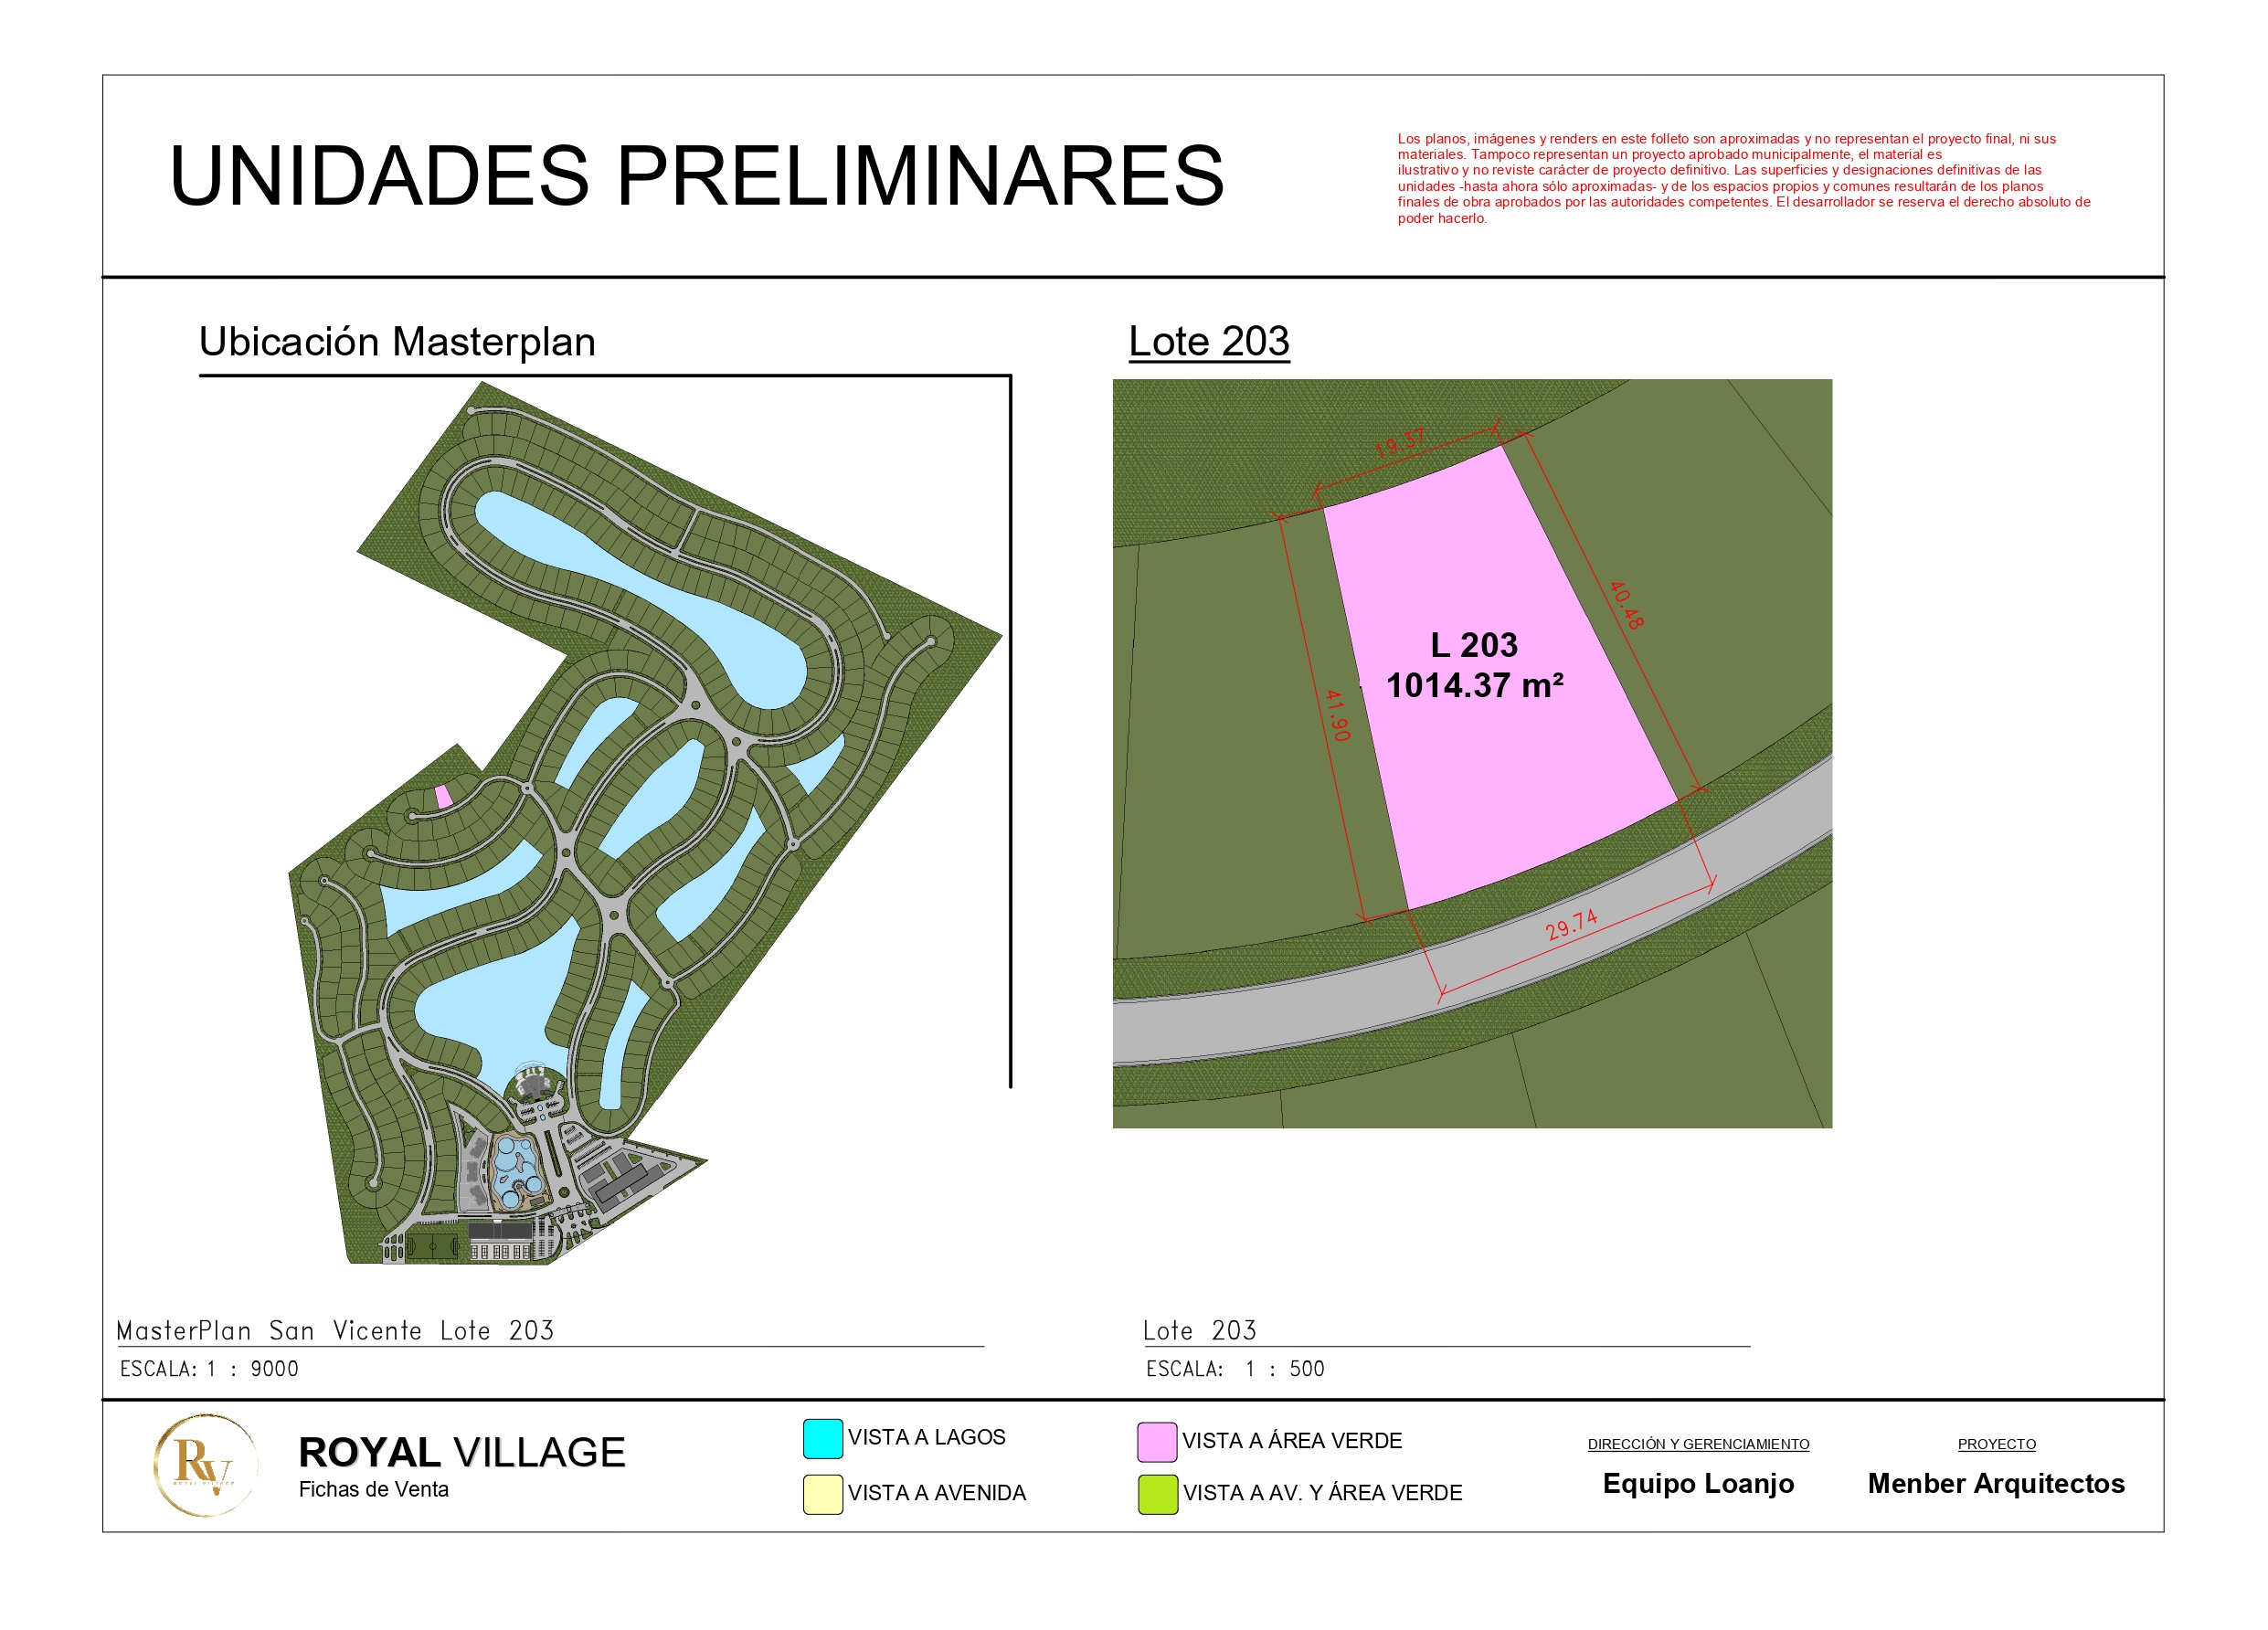 UNIDADES PRELIMINARES
Los planos, imágenes y renders en este folleto son aproximadas y no representan el proyecto final, ni sus
materiales. Tampoco representan un proyecto aprobado municipalmente, el material es
ilustrativo y no reviste carácter de proyecto definitivo. Las superficies y designaciones definitivas de las
unidades -hasta ahora sólo aproximadas- y de los espacios propios y comunes resultarán de los planos
finales de obra aprobados por las autoridades competentes. El desarrollador se reserva el derecho absoluto de
poder hacerlo.
Ubicación Masterplan
Lote 203
19.37
40.48
L 203
1014.37 m²
41.90
29.74
MasterPlan San Vicente Lote 203
ESCALA: 1 : 9000
Lote 203
ESCALA: 1 : 500
RV
ROYAL VILLAGE
ROYAL VILLAGE
Fichas de Venta
VISTA A LAGOS
VISTA A AVENIDA
VISTA A ÁREA VERDE
VISTA A AV. Y ÁREA VERDE
DIRECCIÓN Y GERENCIAMIENTO
Equipo Loanjo
PROYECTO
Menber Arquitectos